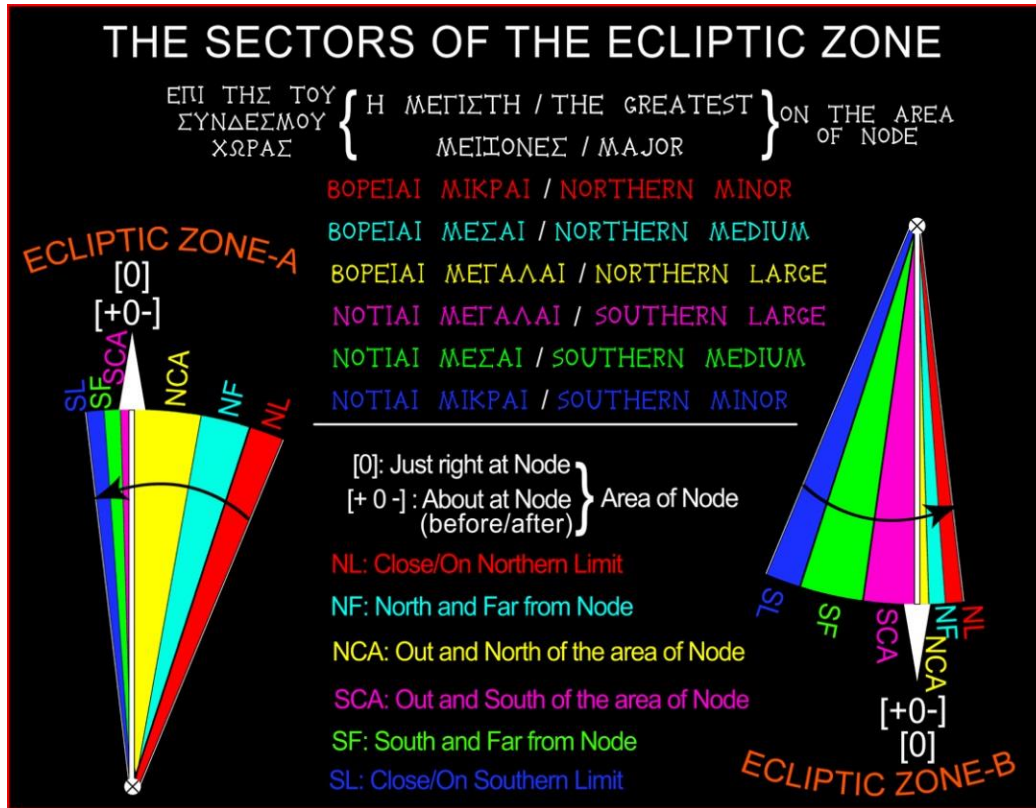 THE SECTORS OF THE ECLIPTIC ZONE
ΕΠΙ ΤΗΣ ΤΟΥ
ΣΥΝΔΕΣΜΟΥ
ΧΩΡΑΣ
{ Η ΜΕΓΙΣΤΗ / THE GREATEST }
ΜΕΙΖΟΝΕΣ / MAJOR
ON THE AREA
OF NODE
ΒΟΡΕΙΑΙ ΜΙΚΡΑΙ / NORTHERN MINOR
ΒΟΡΕΙΑΙ ΜΕΣΑΙ / NORTHERN MEDIUM
ΒΟΡΕΙΑΙ ΜΕΓΑΛΑΙ / NORTHERN LARGE
ΝΟΤΙΑΙ ΜΕΓΑΛΑΙ / SOUTHERN LARGE
ΝΟΤΙΑΙ ΜΕΣΑΙ / SOUTHERN MEDIUM
ΝΟΤΙΑΙ ΜΙΚΡΑΙ / SOUTHERN MINOR
ECLIPTIC ZONE-A
[0]
[+0-]
SL
SF
SCA
NCA
NF
NL
[0]: Just right at Node
[+ 0 -] : About at Node
(before/after)
} Area of Node
NL: Close/On Northern Limit
NF: North and Far from Node
NCA: Out and North of the area of Node
SCA: Out and South of the area of Node
SF: South and Far from Node
SL: Close/On Southern Limit
SL
SF
SCA
NCA
NF
NL
[+0-]
[0]
ECLIPTIC ZONE-B